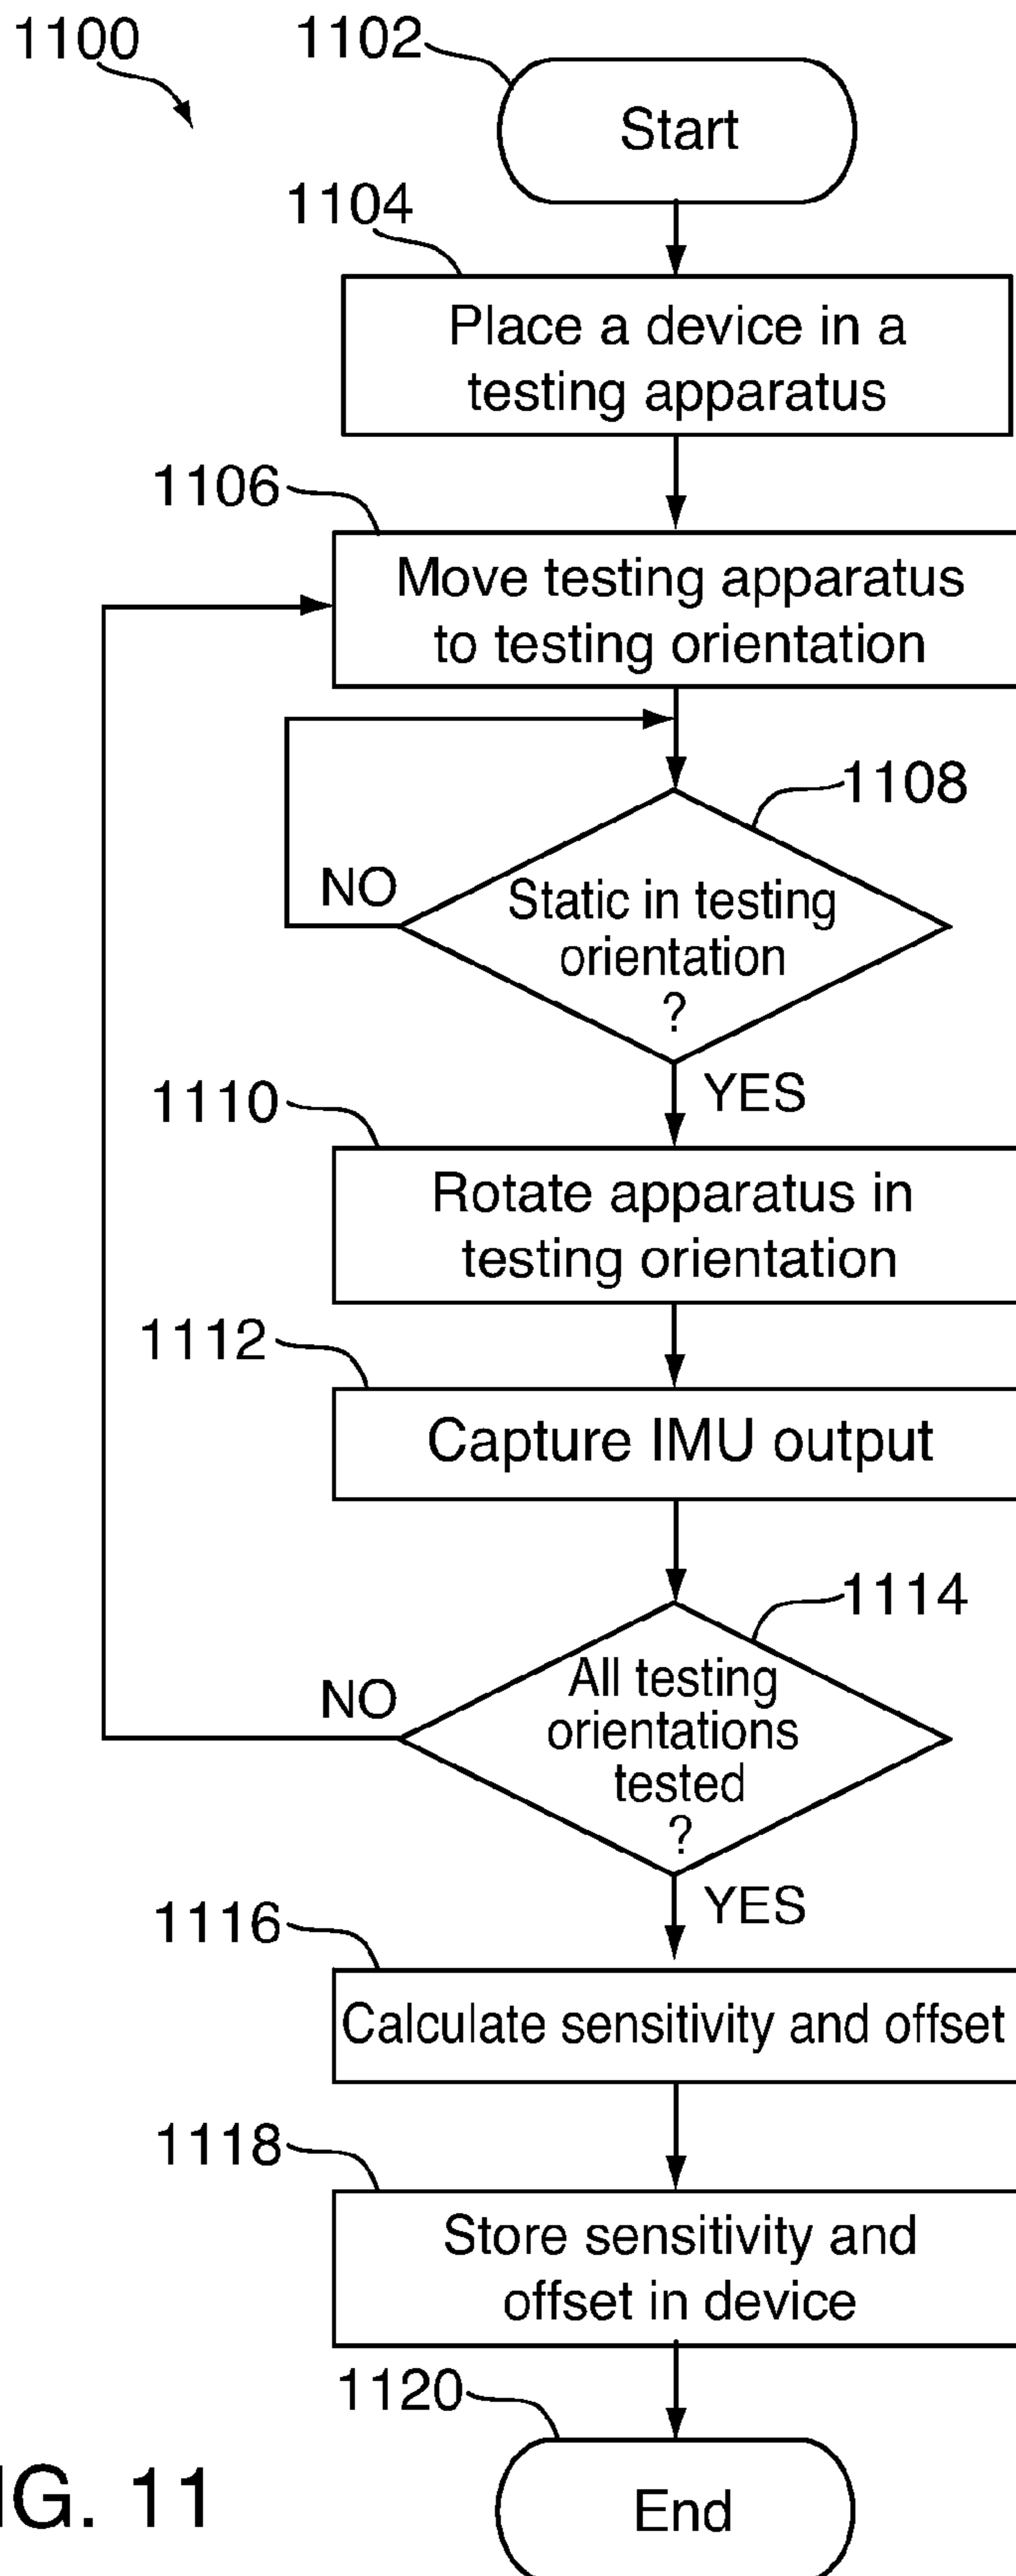 1100
1102
Start
1104
Place a device in a
testing apparatus
1106
Move testing apparatus
to testing orientation
1108
NO
Static in testing
orientation
?
YES
1110
Rotate apparatus in
testing orientation
1112
Capture IMU output
1114
NO
All testing
orientations
tested
?
YES
1116
Calculate sensitivity and offset
1118
Store sensitivity and
offset in device
1120
End
IG. 11